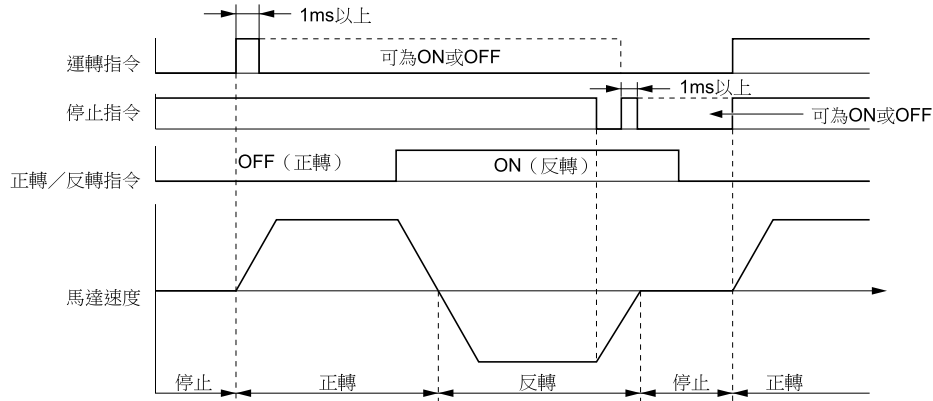 1ms以上
運轉指令
可為ON或OFF
1ms以上
停止指令
可為ON或OFF
OFF（正轉）
ON（反轉）
正轉／反轉指令
馬達速度
停止
正轉
反轉
停止
正轉